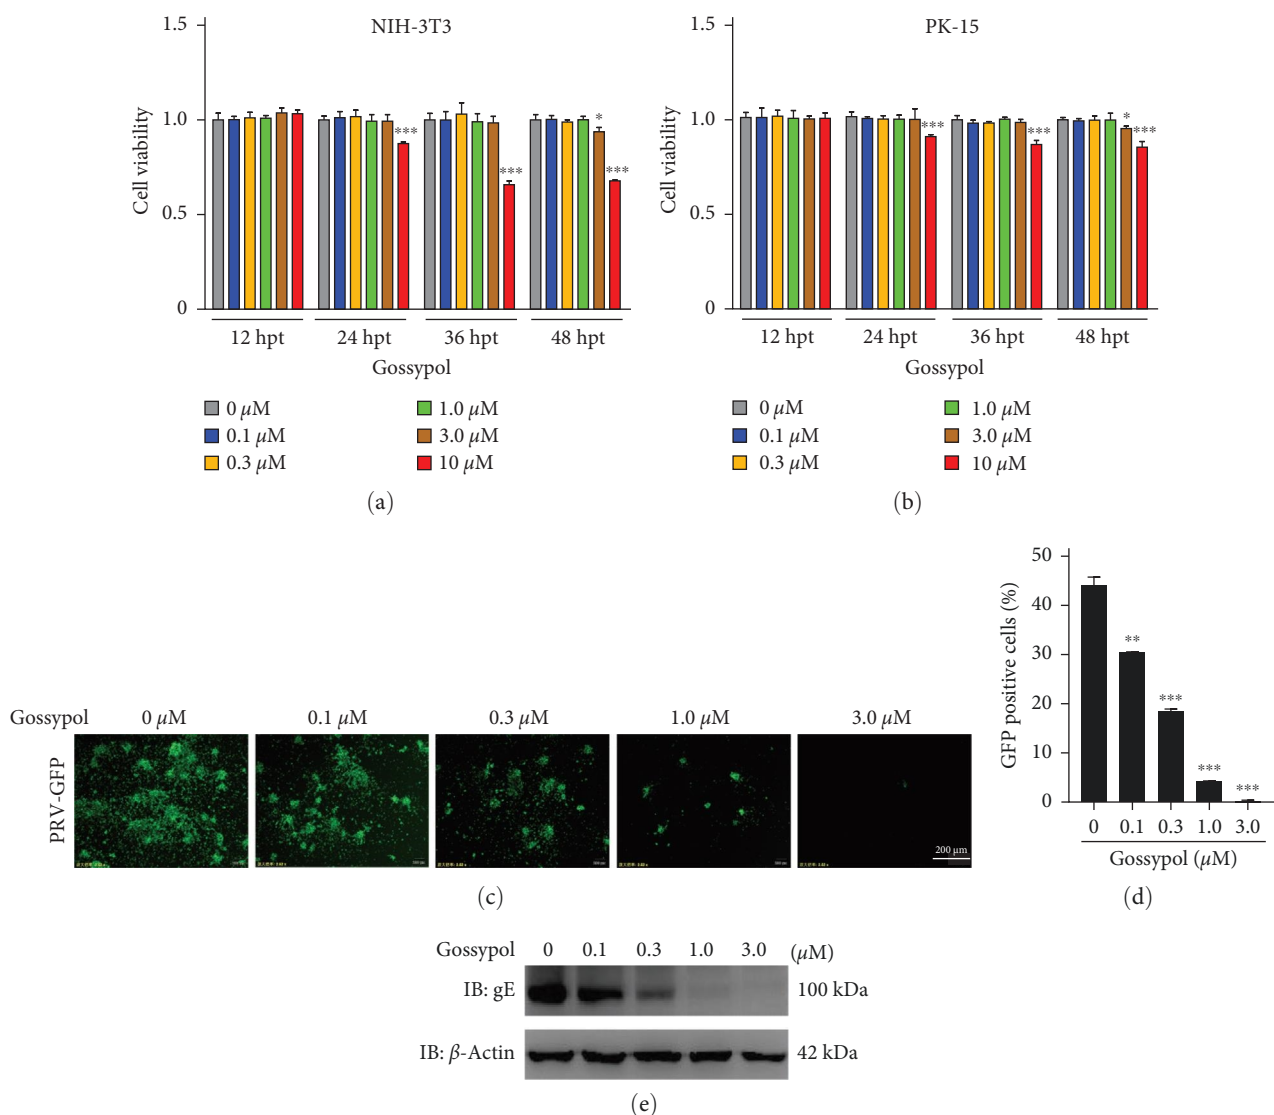 NIH-3T3
1.5
1.0
0.5
0
Cell viability
***
***
*
***
12 hpt 24 hpt 36 hpt 48 hpt
Gossypol
0 μM 1.0 μM
0.1 μM 3.0 μM
0.3 μM 10 μM
(a)
PK-15
1.5
1.0
0.5
0
Cell viability
***
***
*
***
12 hpt 24 hpt 36 hpt 48 hpt
Gossypol
0 μM 1.0 μM
0.1 μM 3.0 μM
0.3 μM 10 μM
(b)
Gossypol 0 μM 0.1 μM 0.3 μM 1.0 μM 3.0 μM
PRV-GFP
200 μm
(c)
50
40
30
20
10
0
GFP positive cells (%)
**
***
***
***
0 0.1 0.3 1.0 3.0
Gossypol (μM)
(d)
Gossypol 0 0.1 0.3 1.0 3.0 (μM)
IB: gE 100 kDa
IB: β-Actin 42 kDa
(e)